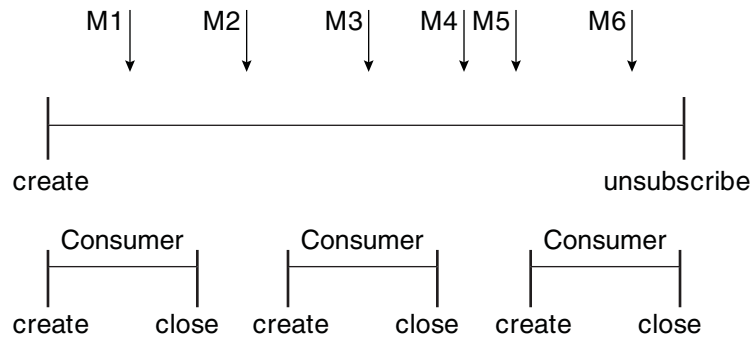 M1 M2 M3 M4 M5 M6
create unsubscribe
Consumer Consumer Consumer
create close create close create close